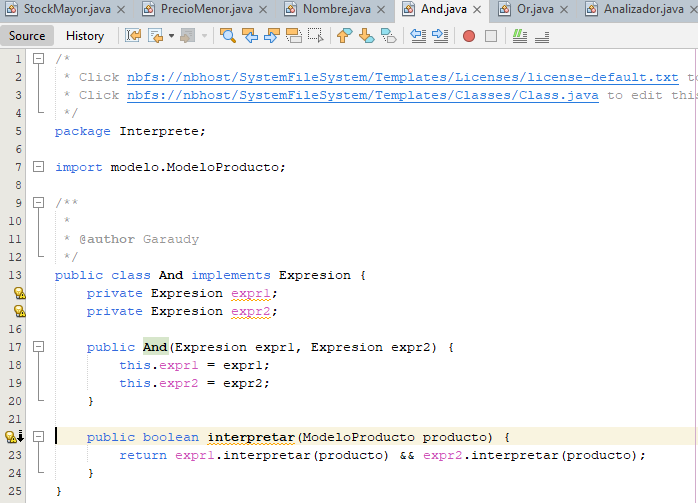 StockMayor.java PrecioMenor.java Nombre.java And.java Or.java Analizador.java
Source History
1 /*
2 * Click nbfs://nbhost/SystemFileSystem/Templates/Licenses/license-default.txt to
3 * Click nbfs://nbhost/SystemFileSystem/Templates/Classes/Class.java to edit this
4 */
5 package Interprete;
6
7 import modelo.ModeloProducto;
8
9 /**
10 *
11 * @author Garaudy
12 */
13 public class And implements Expresion {
private Expresion expr1;
private Expresion expr2;
16
17 public And(Expresion expr1, Expresion expr2) {
18 this.expr1 = expr1;
19 this.expr2 = expr2;
20 }
21
public boolean interpretar(ModeloProducto producto) {
23 return expr1.interpretar(producto) && expr2.interpretar(producto);
24 }
25 }